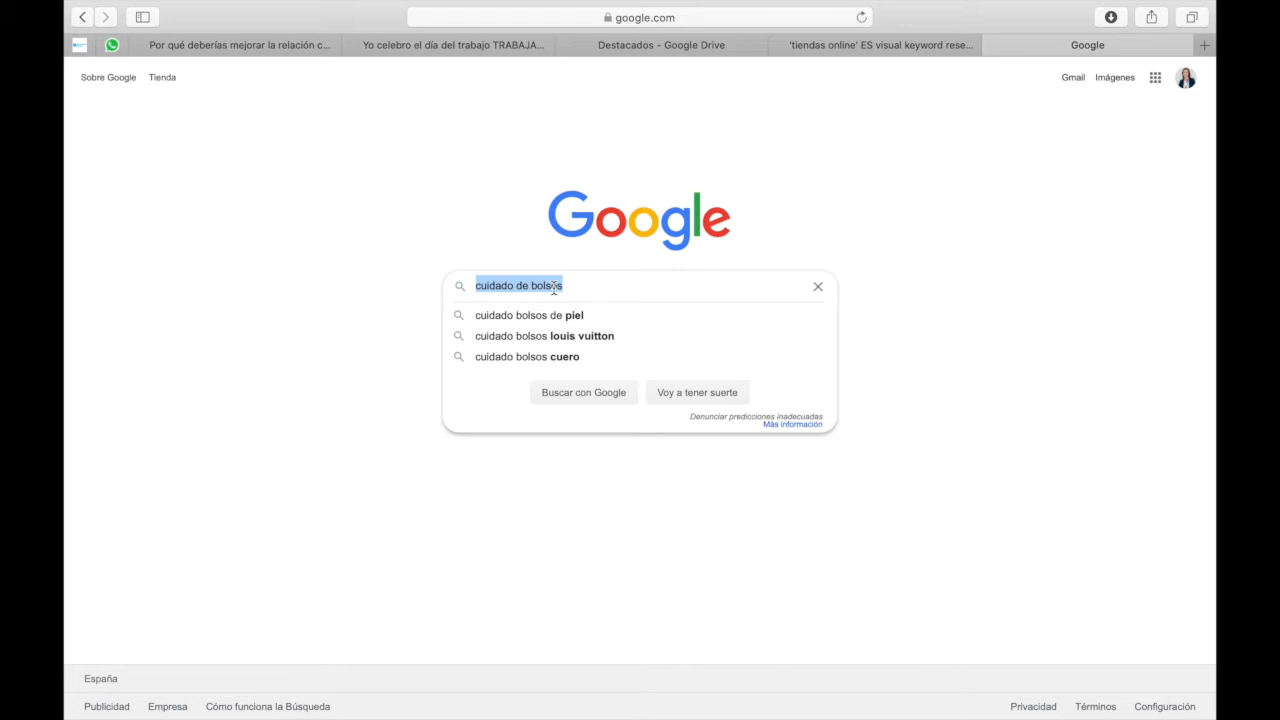 google.com
Por qué deberías mejorar la relación c...
Yo celebro el día del trabajo TRABAJA...
Destacados - Google Drive
'tiendas online' ES visual keyword rese...
Google
Sobre Google
Tienda
Gmail
Imágenes
Google
cuidado de bolsos
cuidado bolsos de piel
cuidado bolsos louis vuitton
cuidado bolsos cuero
Buscar con Google
Voy a tener suerte
Denunciar predicciones inadecuadas
Más información
España
Publicidad
Empresa
Cómo funciona la Búsqueda
Privacidad
Términos
Configuración